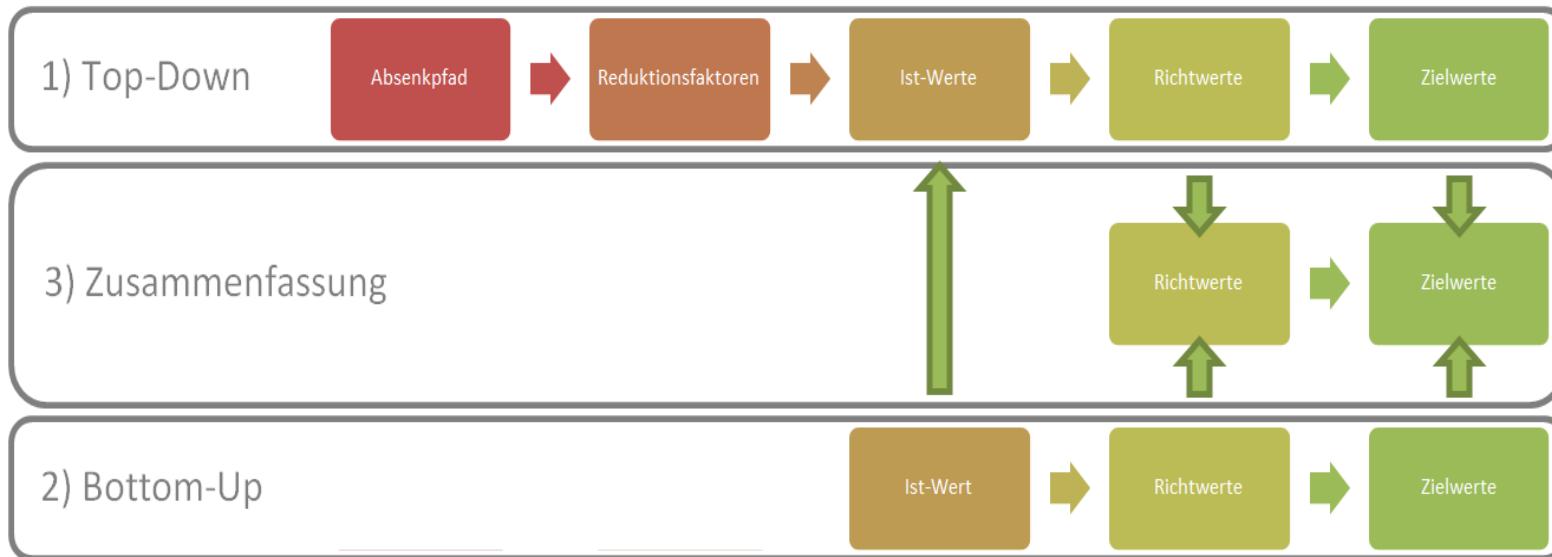 1) Top-Down
Absenkpfad
Reduktionsfaktoren
Ist-Werte
Richtwerte
Zielwerte
3) Zusammenfassung
Richtwerte
Zielwerte
2) Bottom-Up
Ist-Wert
Richtwerte
Zielwerte